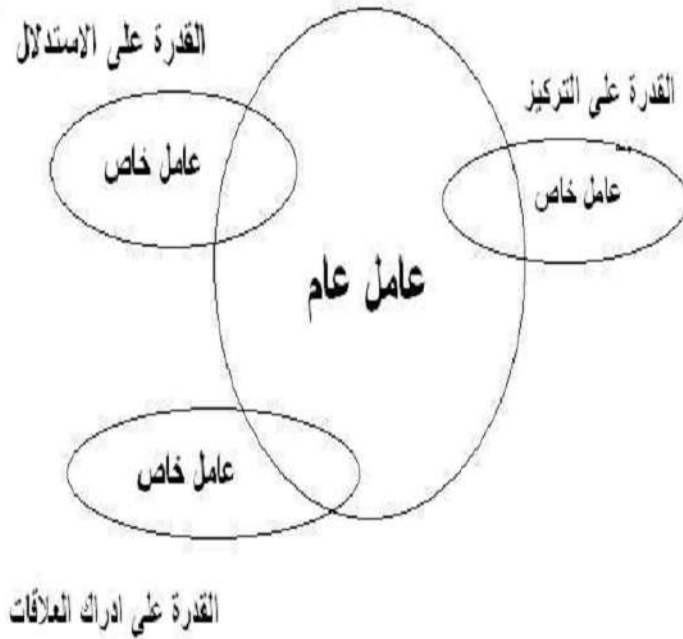 القدرة على الاستدلال
القدرة على التركيز
عامل خاص
عامل خاص
عامل عام
عامل خاص
القدرة على ادراك العلاقات